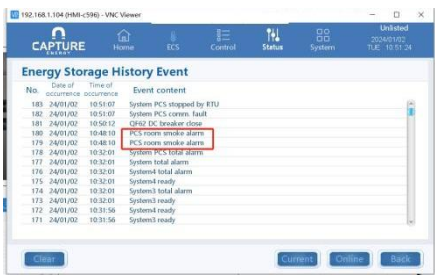 192.168.1.104 (HMI-c596) - VNC Viewer
CAPTURE
ENERGY
Home
ECS
Control
Status
System
Unlisted
2024/01/02
TUE 10:51:24
Energy Storage History Event
No. Date of occurrence Time of occurrence Event content
183 24/01/02 10:51:07 System PCS stopped by RTU
182 24/01/02 10:51:07 System PCS comm. fault
181 24/01/02 10:50:12 QF62 DC breaker close
180 24/01/02 10:48:10 PCS room smoke alarm
179 24/01/02 10:48:10 PCS room smoke alarm
178 24/01/02 10:32:01 System PCS total alarm
177 24/01/02 10:32:01 System total alarm
176 24/01/02 10:32:01 System4 total alarm
175 24/01/02 10:32:01 System4 ready
174 24/01/02 10:32:01 System3 total alarm
173 24/01/02 10:32:01 System3 ready
172 24/01/02 10:31:56 System4 ready
171 24/01/02 10:31:56 System3 ready
Clear
Current
Online
Back